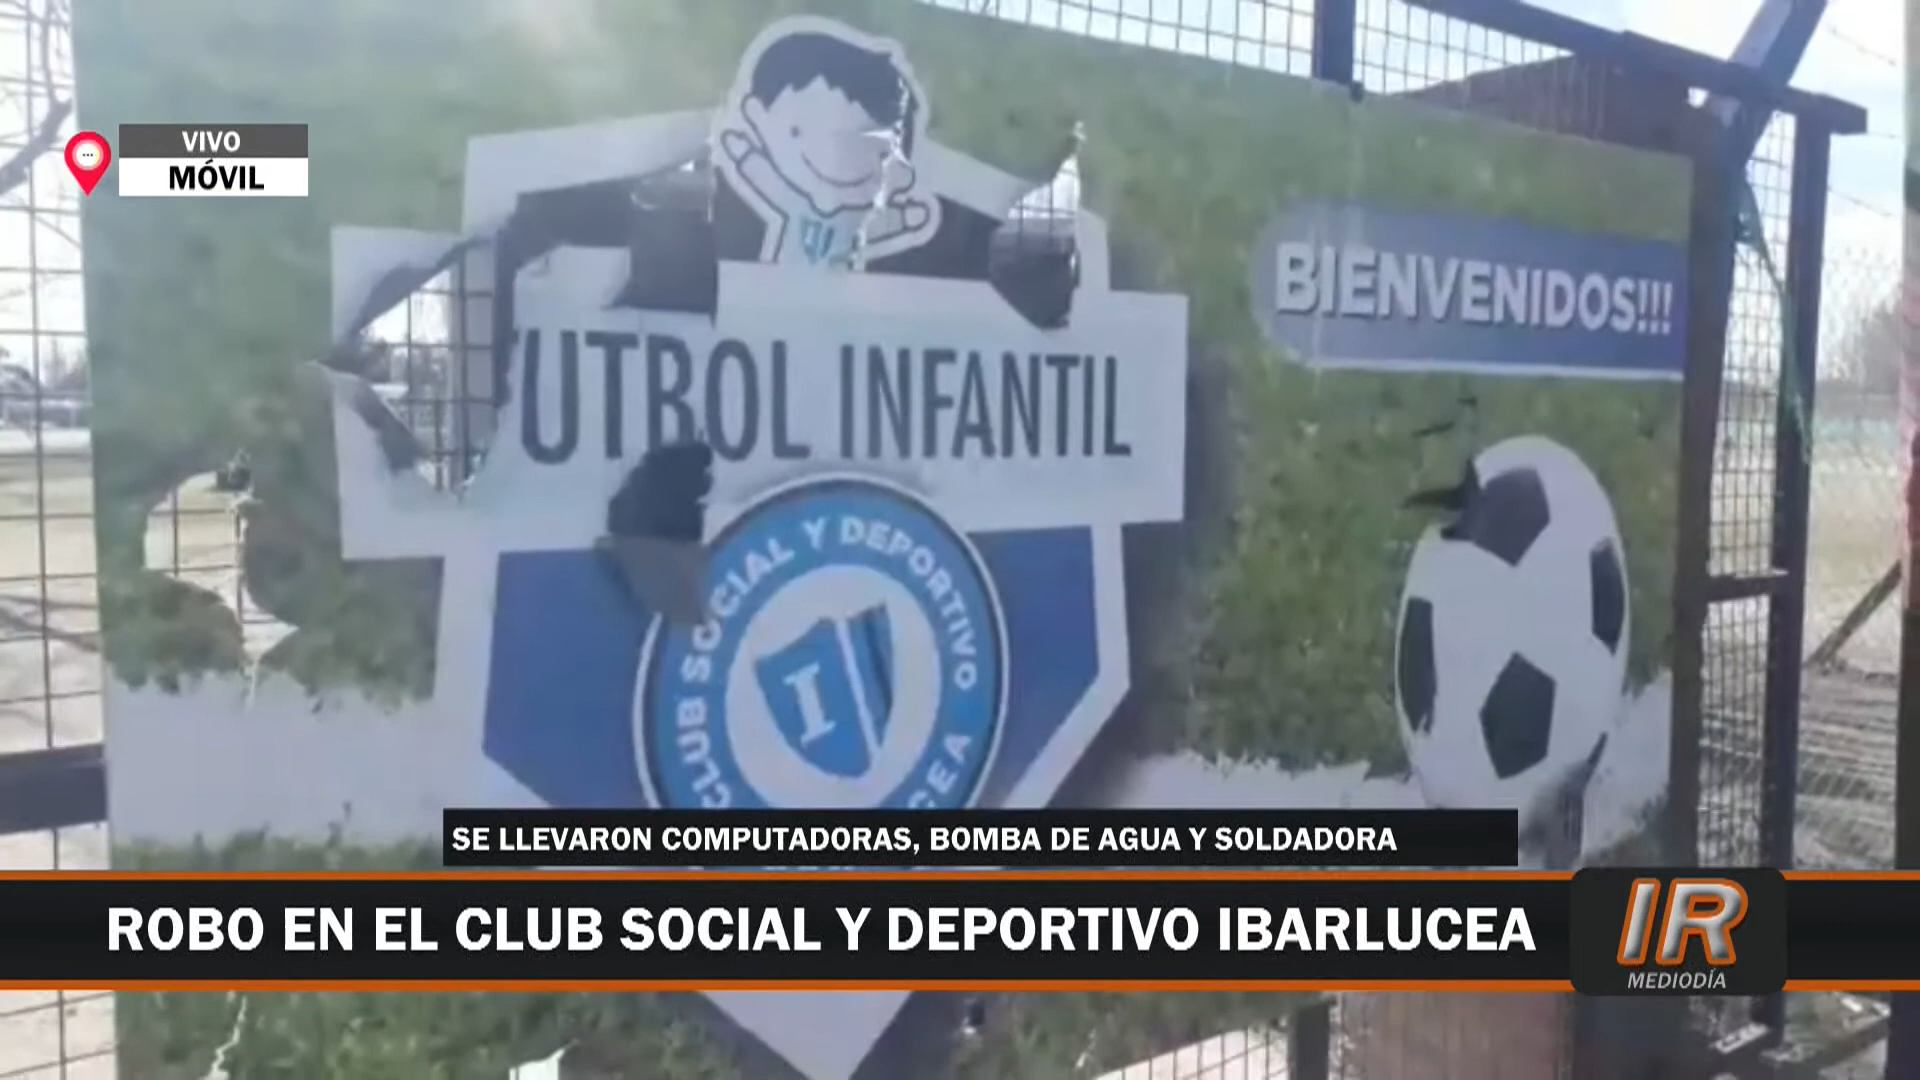 VIVO
MÓVIL
BIENVENIDOS!!!
FUTBOL INFANTIL
CLUB SOCIAL Y DEPORTIVO
I
SE LLEVARON COMPUTADORAS, BOMBA DE AGUA Y SOLDADORA
ROBO EN EL CLUB SOCIAL Y DEPORTIVO IBARLUCEA
IR
MEDIODÍA